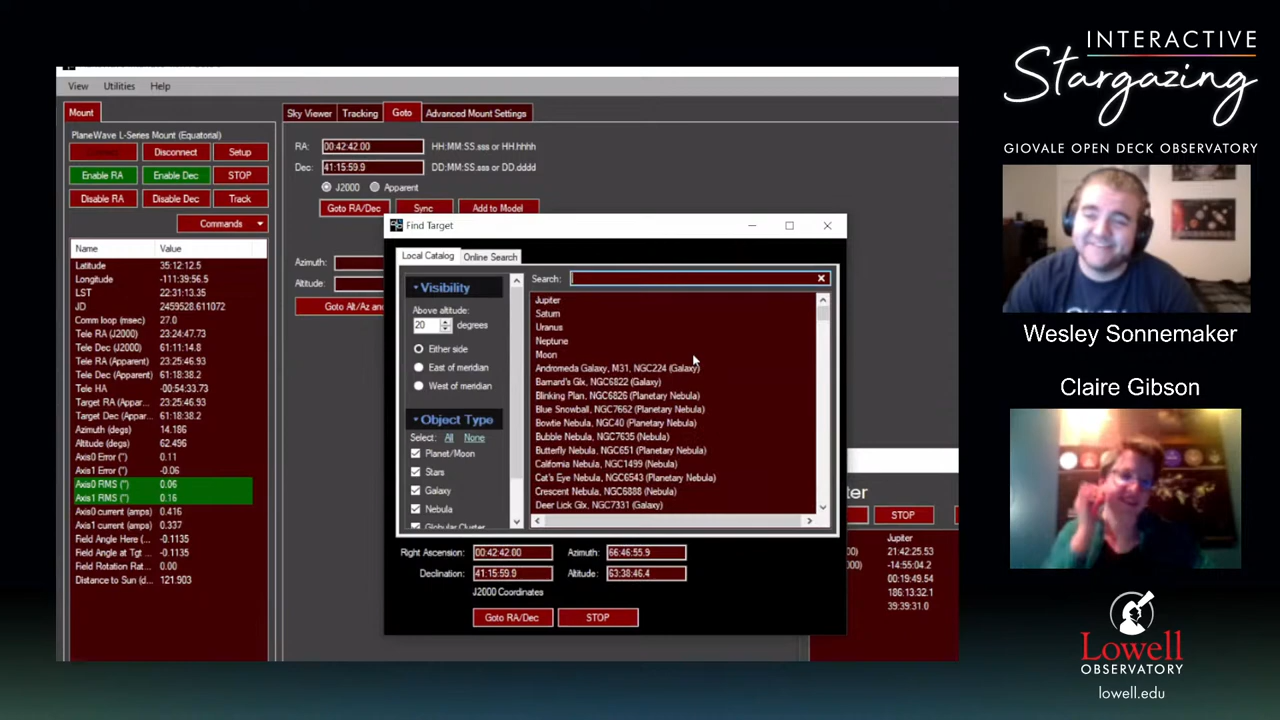 View Utilities Help
Mount
PlaneWave L-Series Mount (Equatorial)
Disconnect Setup
Enable RA Enable Dec STOP
Disable RA Disable Dec Track
Commands
Name Value
Latitude 35:12:12.5
Longitude -111:39:56.5
LST 22:31:13.35
JD 2459528.611072
Comm loop (msec) 27.0
Tele RA (J2000) 23:24:47.73
Tele Dec (J2000) 61:11:14.8
Tele RA (Apparent) 23:25:46.93
Tele Dec (Apparent) 61:18:38.2
Tele HA -00:54:33.75
Target RA (Appar... 23:25:46.93
Target Dec (Appar... 61:18:38.2
Azimuth (degs) 14.186
Altitude (degs) 62.496
Axis0 Error (") 0.11
Axis1 Error (") -0.06
Axis0 RMS (") 0.06
Axis1 RMS (") 0.16
Axis0 current (amps) 0.416
Axis1 current (amps) 0.337
Field Angle Here (... -0.1135
Field Angle at Tgt ... -0.1135
Field Rotation Rat... 0.00
Distance to Sun (d... 121.903
Sky Viewer Tracking Goto Advanced Mount Settings
RA: 00:42:42.00 HH:MM:SS.sss or HH.hhhh
Dec: 41:15:59.9 DD:MM:SS.sss or DD.dddd
J2000 Apparent
Goto RA/Dec Sync Add to Model
Azimuth:
Altitude:
Goto Alt/Az and
Find Target
Local Catalog Online Search
Visibility
Above altitude:
20 degrees
Either side
East of meridian
West of meridian
Object Type
Select: All None
Planet/Moon
Stars
Galaxy
Nebula
Globular Cluster
Search:
Jupiter
Saturn
Uranus
Neptune
Moon
Andromeda Galaxy, M31, NGC224 (Galaxy)
Barnard's Glx, NGC6822 (Galaxy)
Blinking Plan, NGC6826 (Planetary Nebula)
Blue Snowball, NGC7662 (Planetary Nebula)
Bowtie Nebula, NGC40 (Planetary Nebula)
Bubble Nebula, NGC7635 (Nebula)
Butterfly Nebula, NGC651 (Planetary Nebula)
California Nebula, NGC1499 (Nebula)
Cat's Eye Nebula, NGC6543 (Planetary Nebula)
Crescent Nebula, NGC6888 (Nebula)
Deer Lick Glx, NGC7331 (Galaxy)
Right Ascension: 00:42:42.00 Azimuth: 66:46:55.9
Declination: 41:15:59.9 Altitude: 63:38:46.4
J2000 Coordinates
Goto RA/Dec STOP
STOP
Jupiter
21:42:25.53
-14:55:04.2
00:19:49.54
186:13:32.1
39:39:31.0
INTERACTIVE
Stargazing
GIOVALE OPEN DECK OBSERVATORY
Wesley Sonnemaker
Claire Gibson
Lowell
OBSERVATORY
lowell.edu